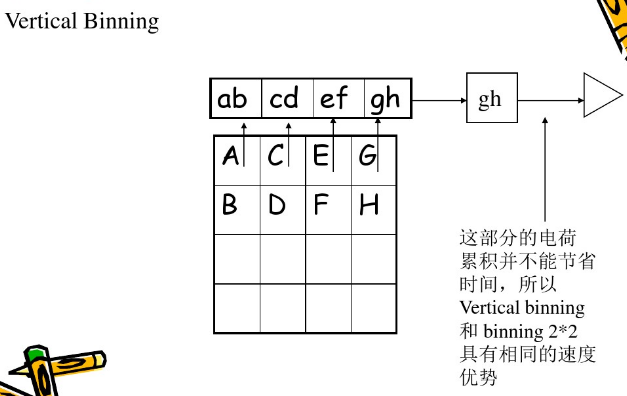 Vertical Binning
ab cd ef gh
gh
A C E G
B D F H
这部分的电荷
累积并不能节省
时间，所以
Vertical binning
和 binning 2*2
具有相同的速度
优势